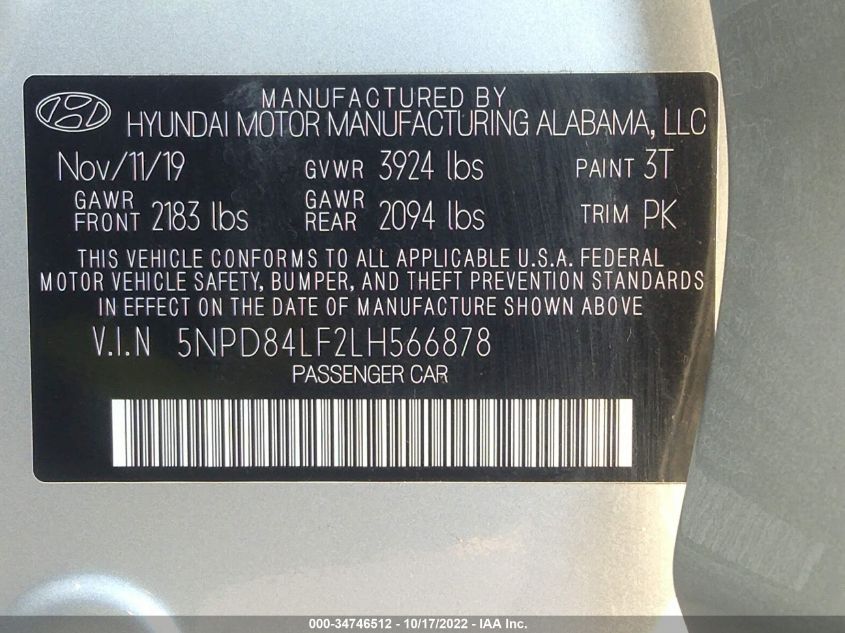 MANUFACTURED BY
HYUNDAI MOTOR MANUFACTURING ALABAMA, LLC
Nov/11/19 GVWR 3924 lbs PAINT 3T
GAWR FRONT 2183 lbs GAWR REAR 2094 lbs TRIM PK
THIS VEHICLE CONFORMS TO ALL APPLICABLE U.S.A. FEDERAL
MOTOR VEHICLE SAFETY, BUMPER, AND THEFT PREVENTION STANDARDS
IN EFFECT ON THE DATE OF MANUFACTURE SHOWN ABOVE
V.I.N 5NPD84LF2LH566878
PASSENGER CAR
000-34746512 - 10/17/2022 - IAA Inc.